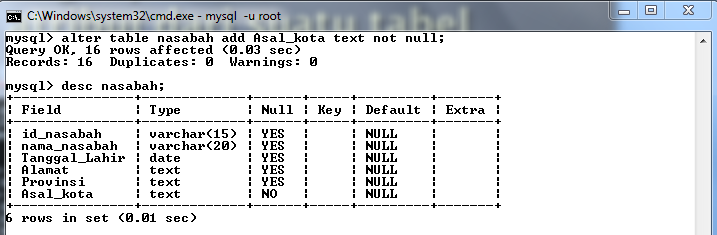 C:\Windows\system32\cmd.exe - mysql -u root
mysql> alter table nasabah add Asal_kota text not null;
Query OK, 16 rows affected (0.03 sec)
Records: 16  Duplicates: 0  Warnings: 0
mysql> desc nasabah;
+---------------+-------------+------+-----+---------+-------+
| Field         | Type        | Null | Key | Default | Extra |
+---------------+-------------+------+-----+---------+-------+
| id_nasabah    | varchar(15) | YES  |     | NULL    |       |
| nama_nasabah  | varchar(20) | YES  |     | NULL    |       |
| Tanggal_Lahir | date        | YES  |     | NULL    |       |
| Alamat        | text        | YES  |     | NULL    |       |
| Provinsi      | text        | YES  |     | NULL    |       |
| Asal_kota     | text        | NO   |     | NULL    |       |
+---------------+-------------+------+-----+---------+-------+
6 rows in set (0.01 sec)